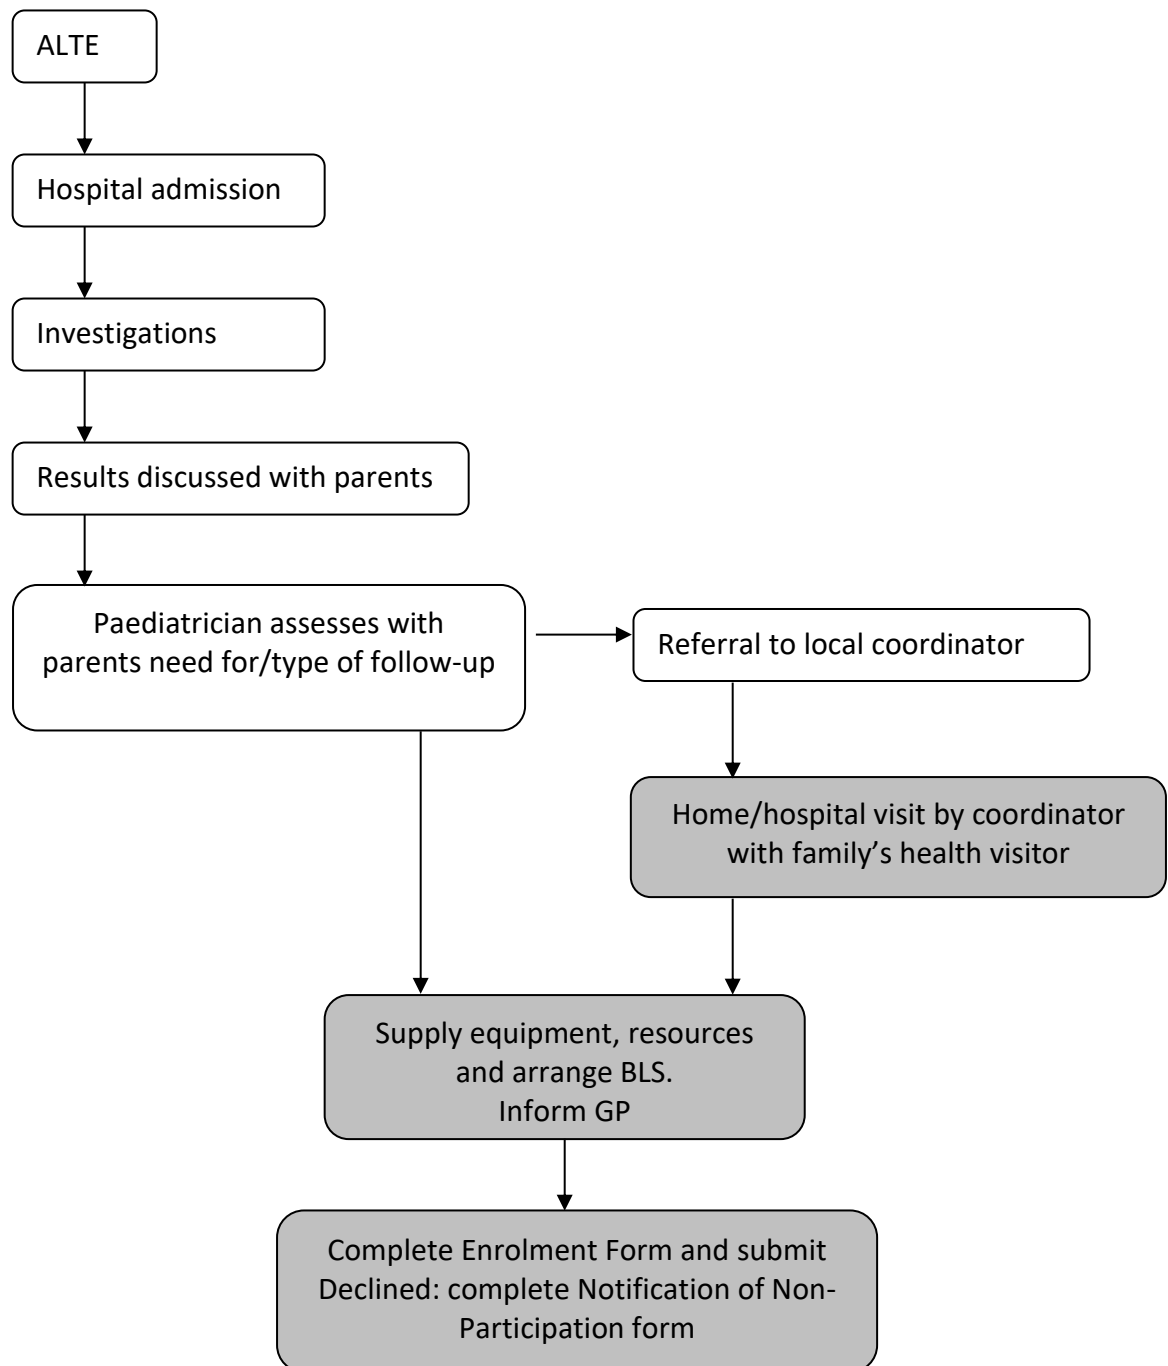 ALTE
Hospital admission
Investigations
Results discussed with parents
Paediatrician assesses with
parents need for/type of follow-up
Referral to local coordinator
Home/hospital visit by coordinator
with family’s health visitor
Supply equipment, resources
and arrange BLS.
Inform GP
Complete Enrolment Form and submit
Declined: complete Notification of Non-
Participation form